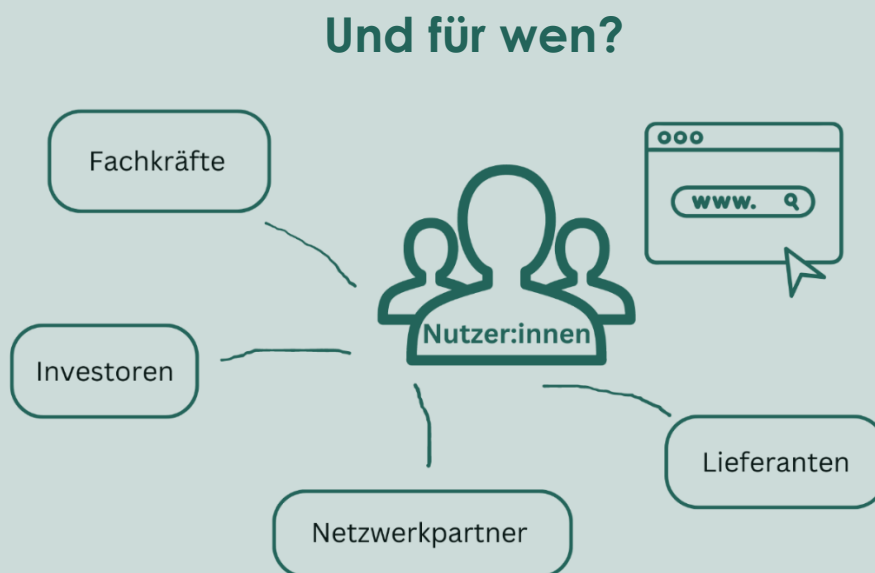 Und für wen?
Fachkräfte
www.
Nutzer:innen
Investoren
Lieferanten
Netzwerkpartner